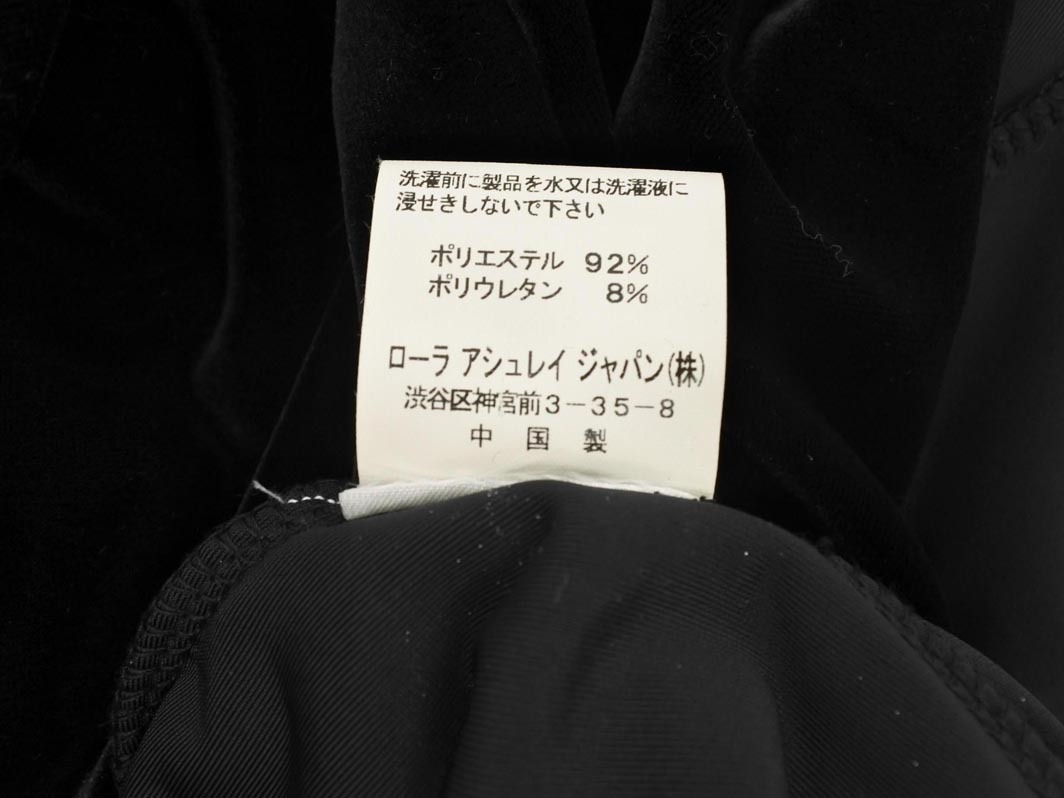 洗濯前に製品を水又は洗濯液に
浸せきしないで下さい
ポリエステル 92%
ポリウレタン 8%
ローラ アシュレイ ジャパン(株)
渋谷区神宮前3-35-8
中国製